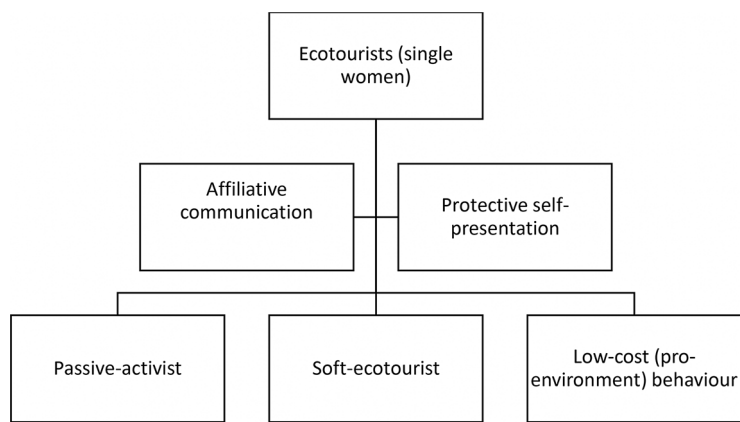 Ecotourists (single
women)
Affiliative
communication
Protective self-
presentation
Passive-activist
Soft-ecotourist
Low-cost (pro-
environment) behaviour